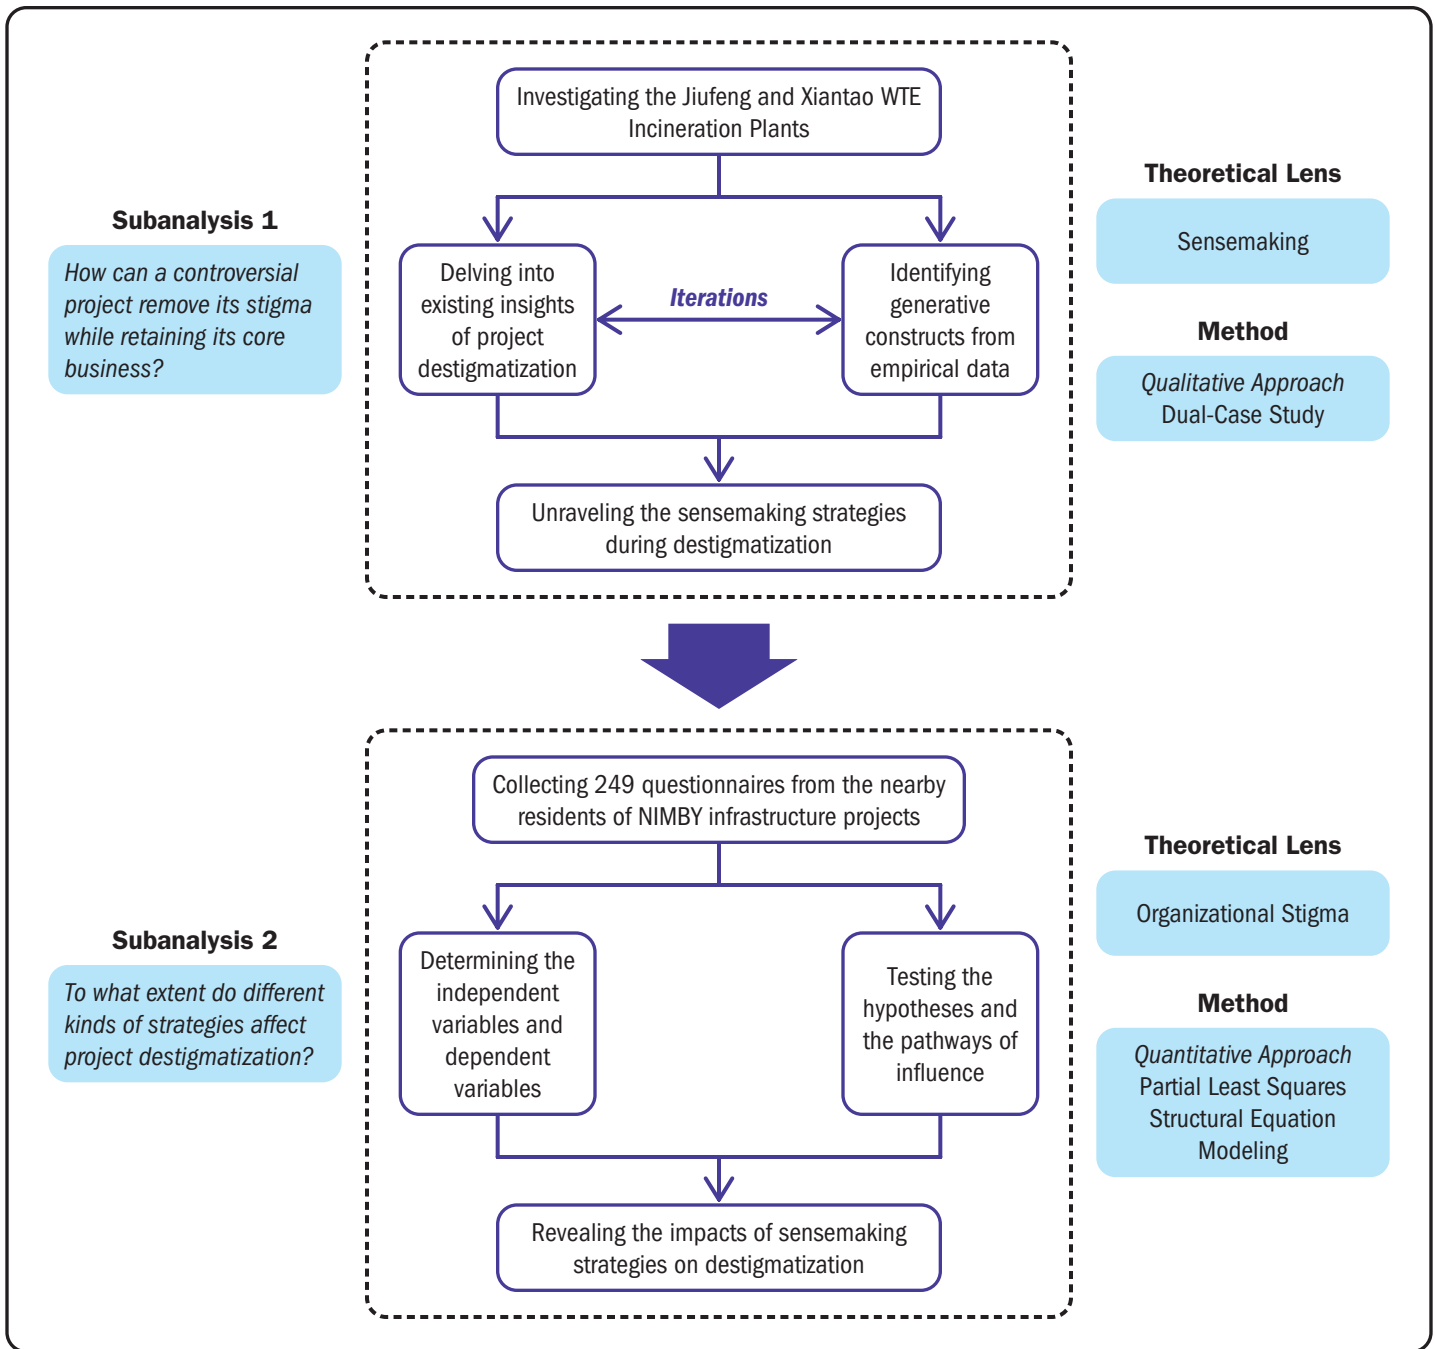 Investigating the Jiufeng and Xiantao WTE
Incineration Plants
Subanalysis 1
How can a controversial
project remove its stigma
while retaining its core
business?
Delving into
existing insights
of project
destigmatization
Iterations
Identifying
generative
constructs from
empirical data
Unraveling the sensemaking strategies
during destigmatization
Theoretical Lens
Sensemaking
Method
Qualitative Approach
Dual-Case Study
Collecting 249 questionnaires from the nearby
residents of NIMBY infrastructure projects
Subanalysis 2
To what extent do different
kinds of strategies affect
project destigmatization?
Determining the
independent
variables and
dependent
variables
Testing the
hypotheses and
the pathways of
influence
Revealing the impacts of sensemaking
strategies on destigmatization
Theoretical Lens
Organizational Stigma
Method
Quantitative Approach
Partial Least Squares
Structural Equation
Modeling